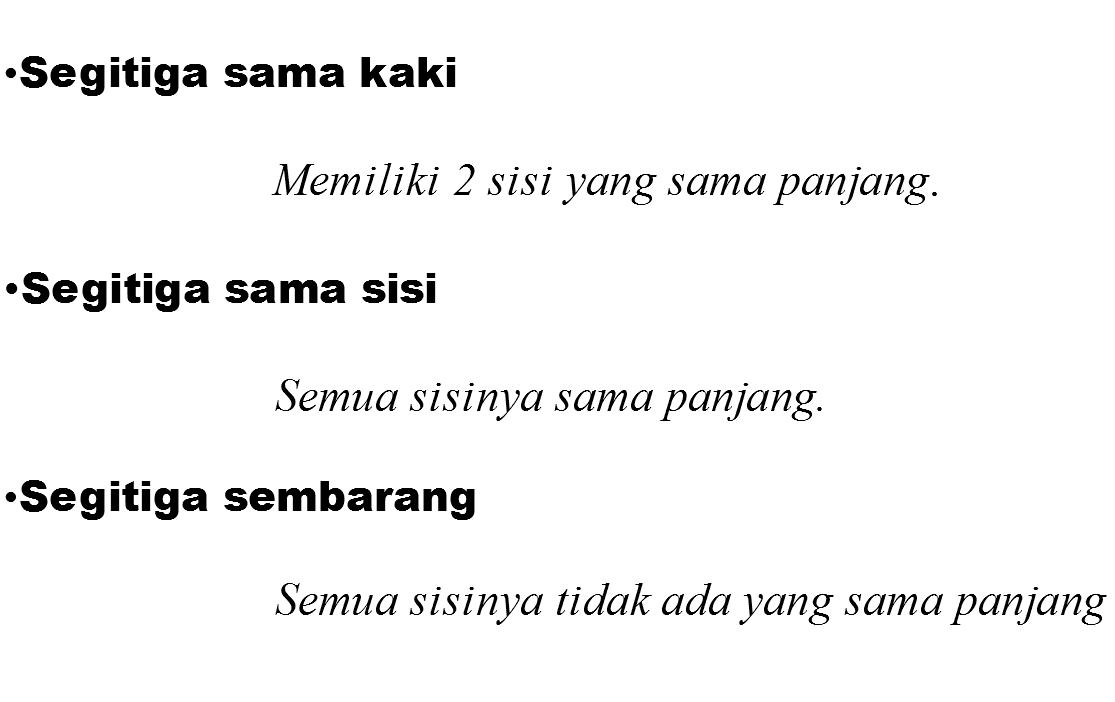 •Segitiga sama kaki
Memiliki 2 sisi yang sama panjang.
•Segitiga sama sisi
Semua sisinya sama panjang.
•Segitiga sembarang
Semua sisinya tidak ada yang sama panjang